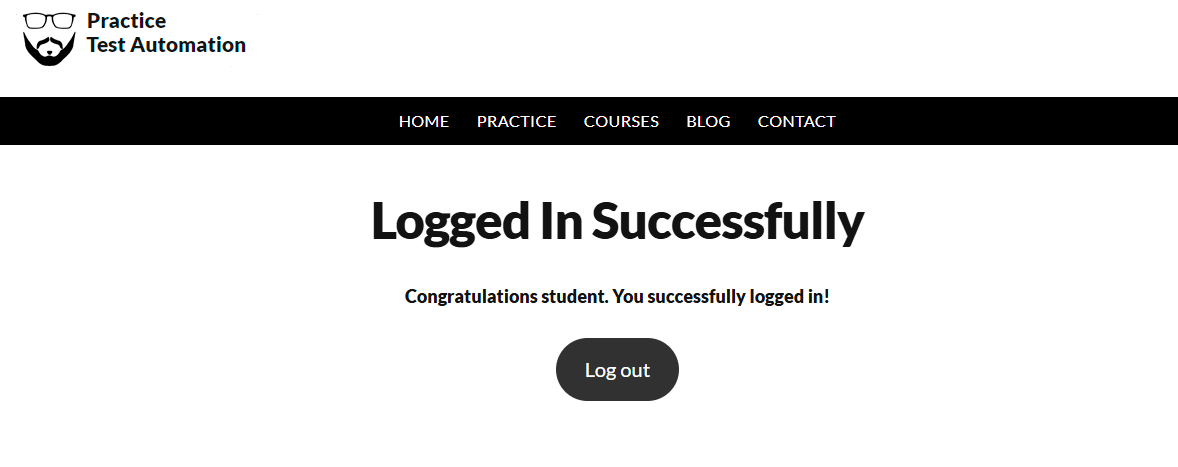 Practice
Test Automation
HOME PRACTICE COURSES BLOG CONTACT
Logged In Successfully
Congratulations student. You successfully logged in!
Log out